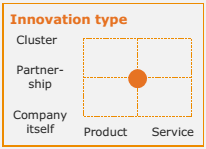 Innovation type
Cluster
Partner-
ship
Company
itself
Product Service